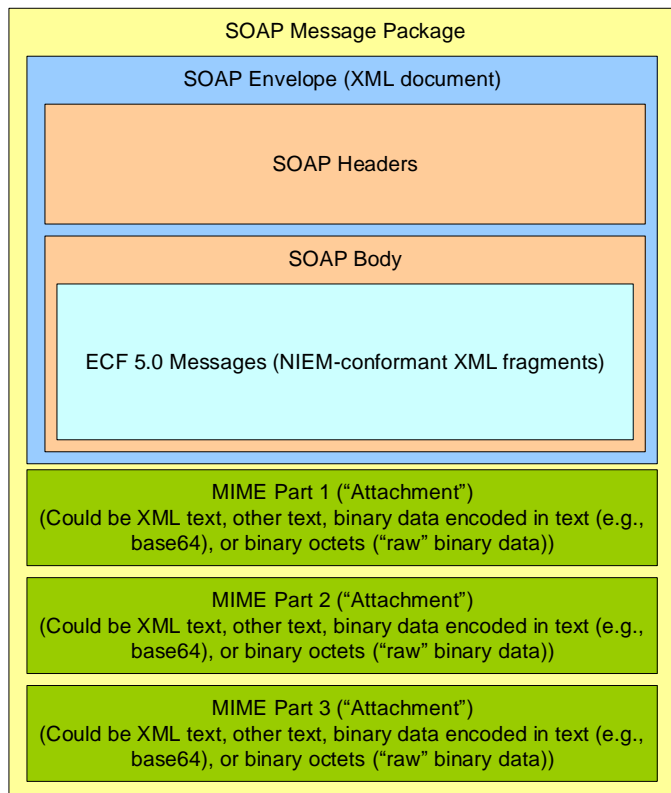 SOAP Message Package
SOAP Envelope (XML document)
SOAP Headers
SOAP Body
ECF 5.0 Messages (NIEM-conformant XML fragments)
MIME Part 1 (“Attachment”)
(Could be XML text, other text, binary data encoded in text (e.g.,
base64), or binary octets (“raw” binary data))
MIME Part 2 (“Attachment”)
(Could be XML text, other text, binary data encoded in text (e.g.,
base64), or binary octets (“raw” binary data))
MIME Part 3 (“Attachment”)
(Could be XML text, other text, binary data encoded in text (e.g.,
base64), or binary octets (“raw” binary data))